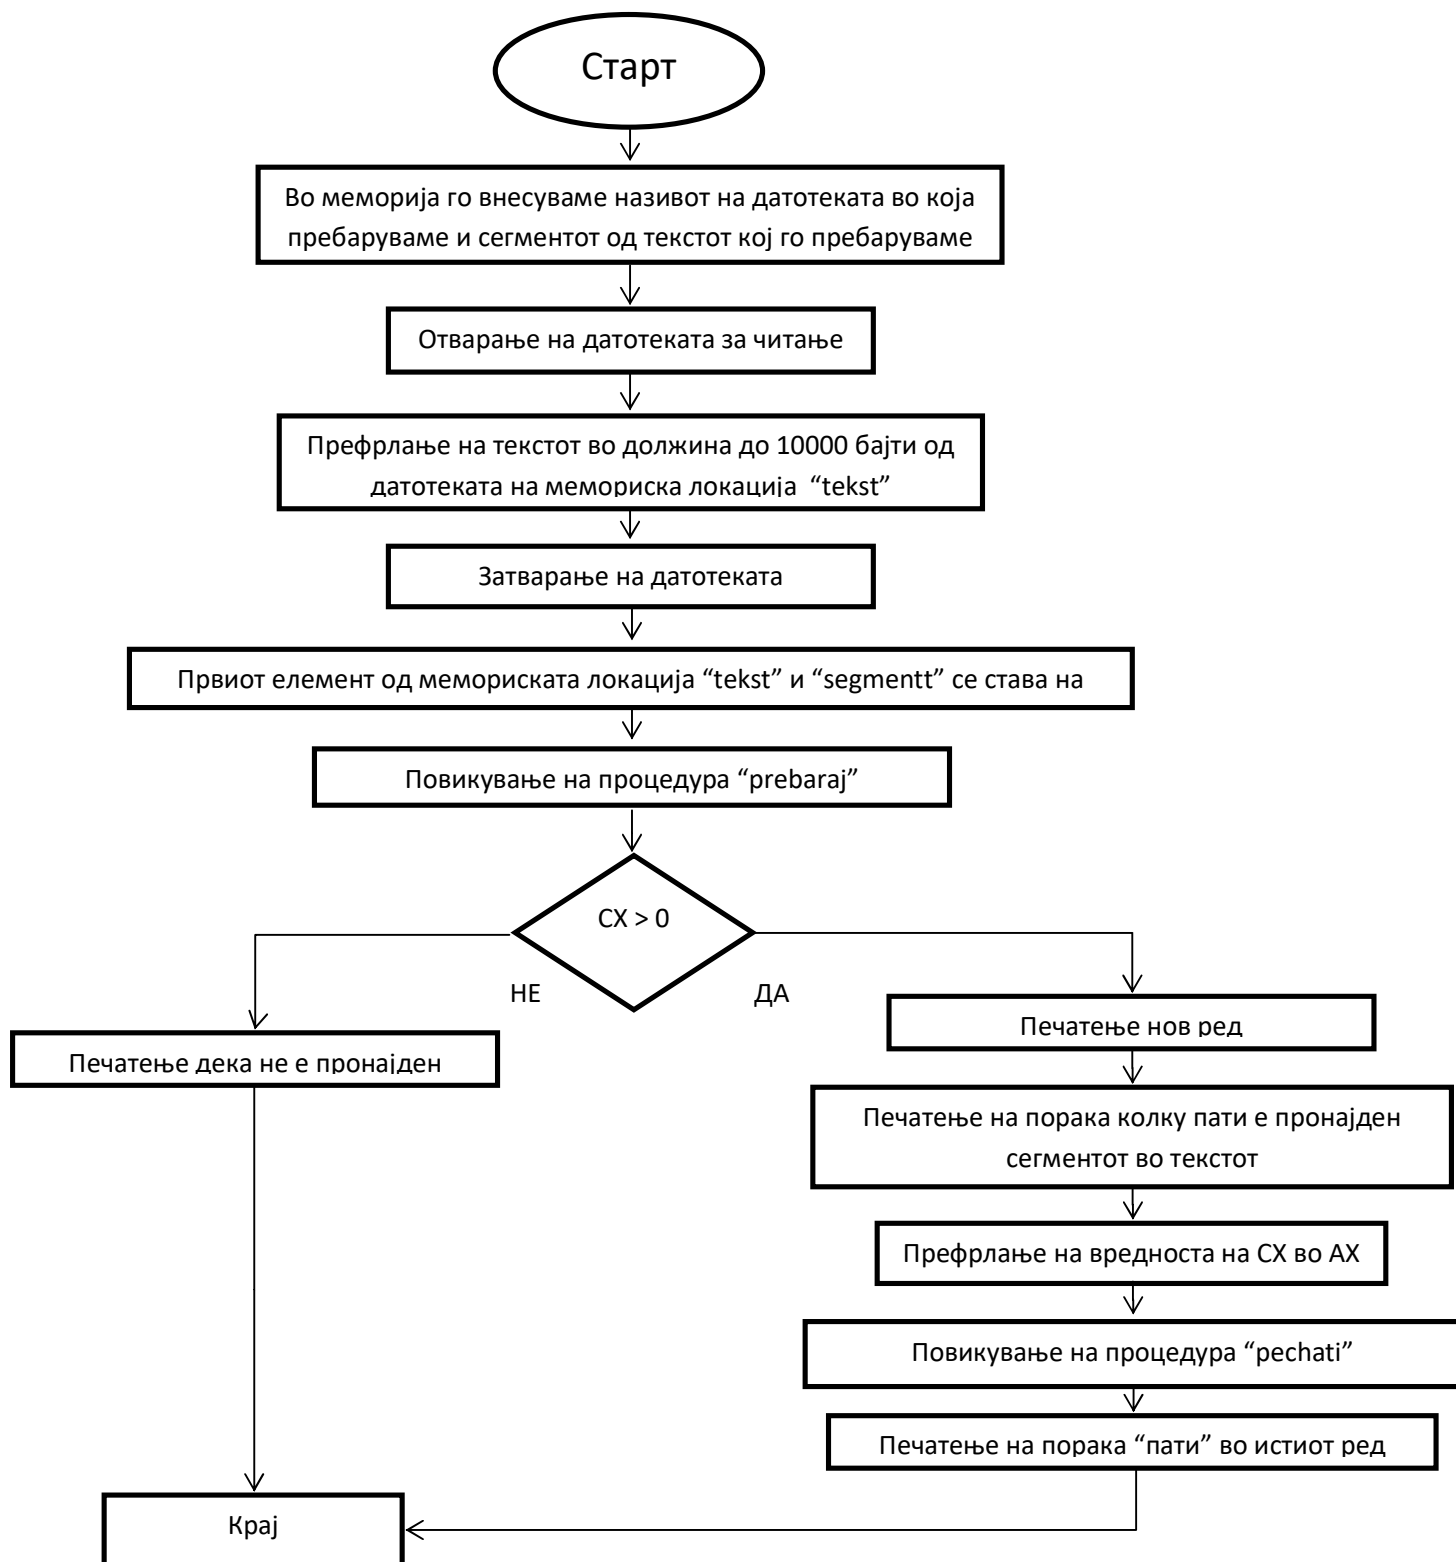 Старт
Во меморија го внесуваме називот на датотеката во која
пребаруваме и сегментот од текстот кој го пребаруваме
Отварање на датотеката за читање
Префрлање на текстот во должина до 10000 бајти од
датотеката на мемориска локација “tekst”
Затварање на датотеката
Првиот елемент од мемориската локација “tekst” и “segmentt” се става на
Повикување на процедура “prebaraj”
CX > 0
НЕ
ДА
Печатење дека не е пронајден
Печатење нов ред
Печатење на порака колку пати е пронајден
сегментот во текстот
Префрлање на вредноста на CX во AX
Повикување на процедура “pechati”
Печатење на порака “пати” во истиот ред
Крај